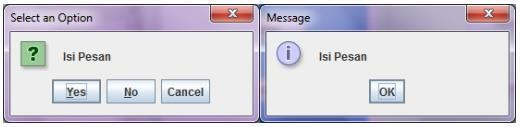 Select an Option
x
? Isi Pesan
Yes No Cancel
Message
x
i Isi Pesan
OK